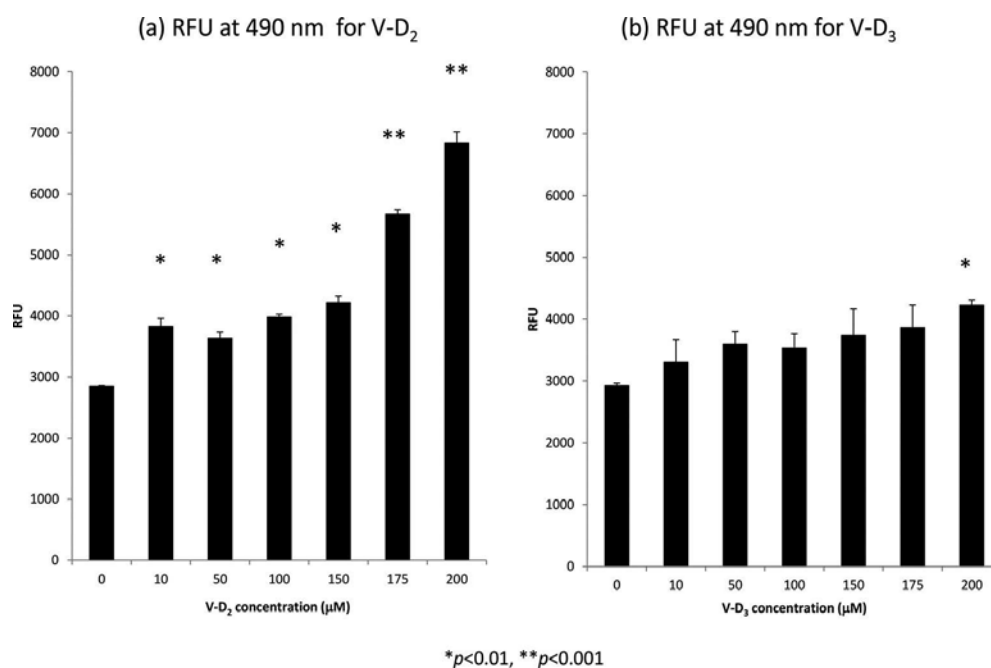 (a) RFU at 490 nm for V-D₂
8000
**
7000
**
6000
*
5000
*
*
*
4000
RFU
3000
2000
1000
0
0 10 50 100 150 175 200
V-D₂ concentration (µM)
(b) RFU at 490 nm for V-D₃
8000
7000
6000
5000
*
4000
RFU
3000
2000
1000
0
0 10 50 100 150 175 200
V-D₃ concentration (µM)
*p<0.01, **p<0.001